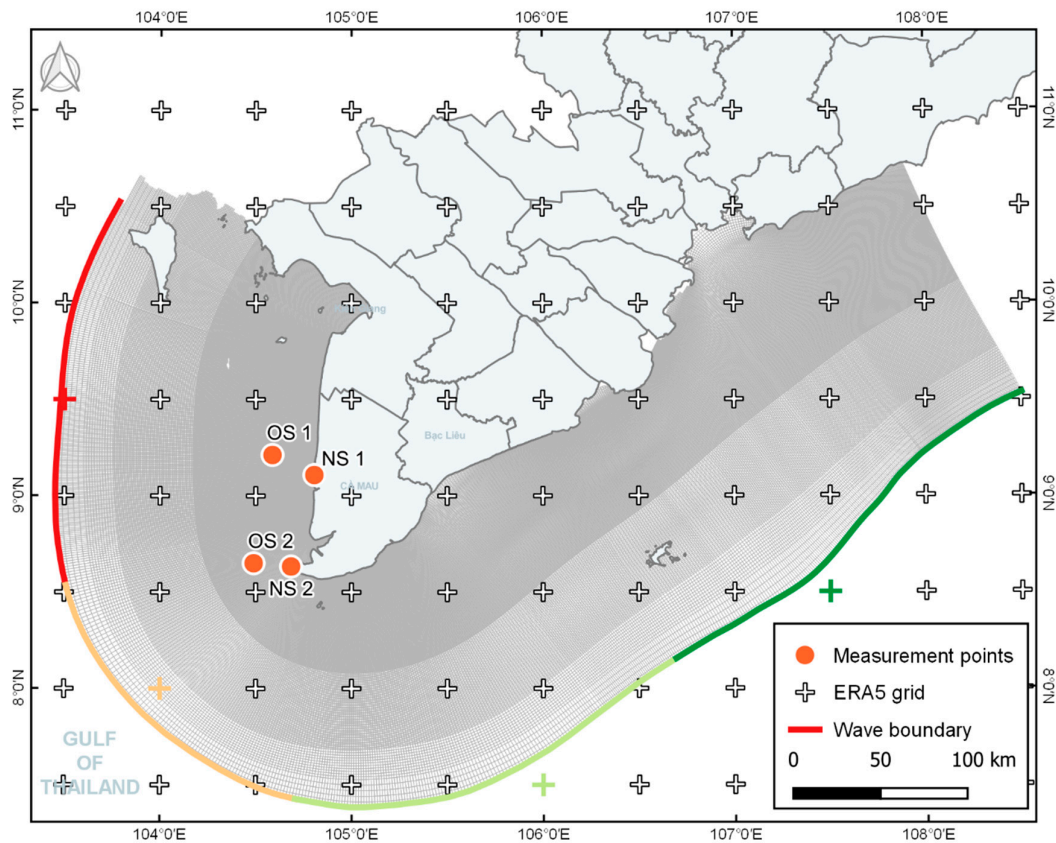 104°0'E 105°0'E 106°0'E 107°0'E 108°0'E
11°0'N 11°0'N
10°0'N 10°0'N
OS 1
Bạc Liêu
NS 1
CÀ MAU
9°0'N 9°0'N
OS 2
NS 2
Measurement points
ERA5 grid
8°0'N 8°0'N
Wave boundary
GULF
OF
THAILAND
0 50 100 km
104°0'E 105°0'E 106°0'E 107°0'E 108°0'E